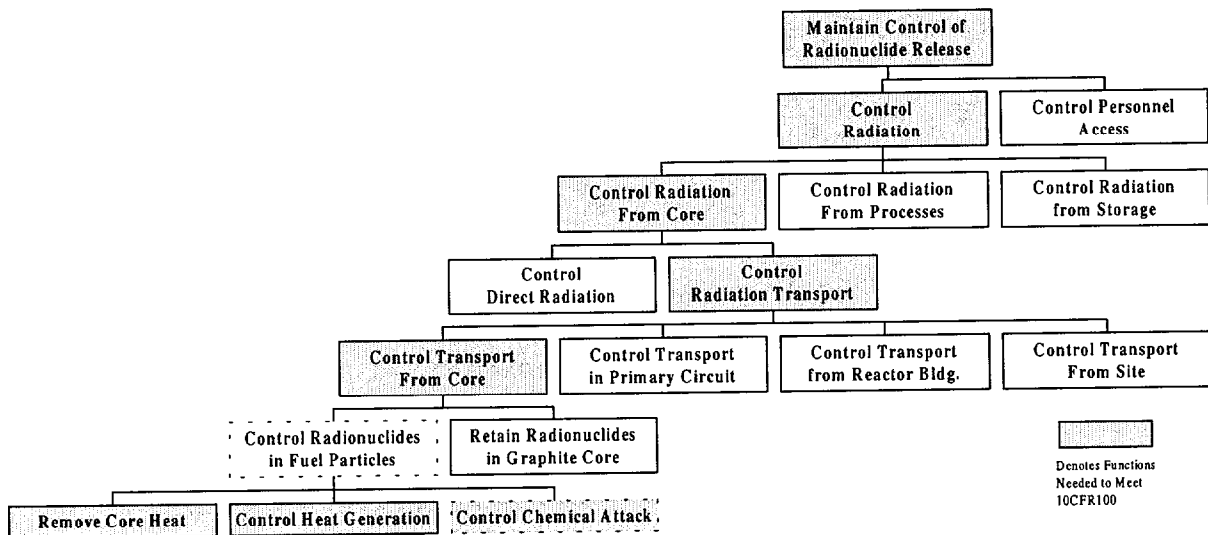 Maintain Control of
Radionuclide Release
Control
Radiation
Control Personnel
Access
Control Radiation
From Core
Control Radiation
From Processes
Control Radiation
from Storage
Control
Direct Radiation
Control
Radiation Transport
Control Transport
From Core
Control Transport
in Primary Circuit
Control Transport
from Reactor Bldg.
Control Transport
From Site
Control Radionuclides
in Fuel Particles
Retain Radionuclides
in Graphite Core
Remove Core Heat
Control Heat Generation
Control Chemical Attack
Denotes Functions
Needed to Meet
10CFR100